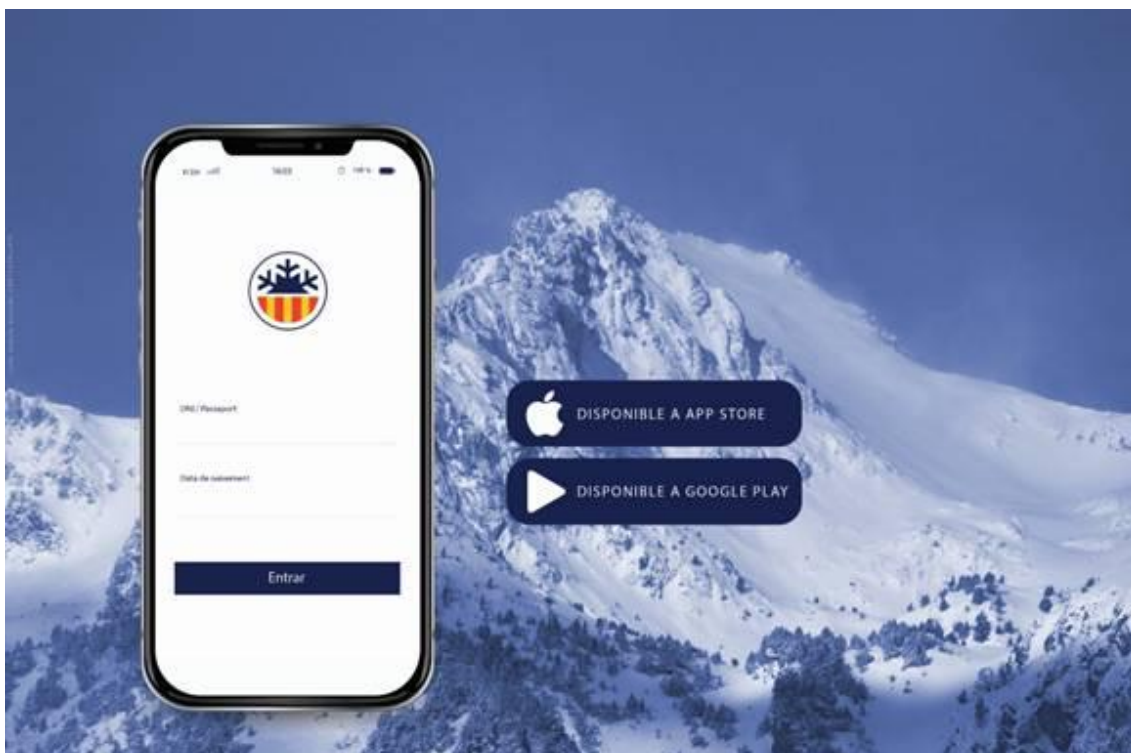 DNI / Passaport
Data de naixement
Entrar
DISPONIBLE A APP STORE
DISPONIBLE A GOOGLE PLAY